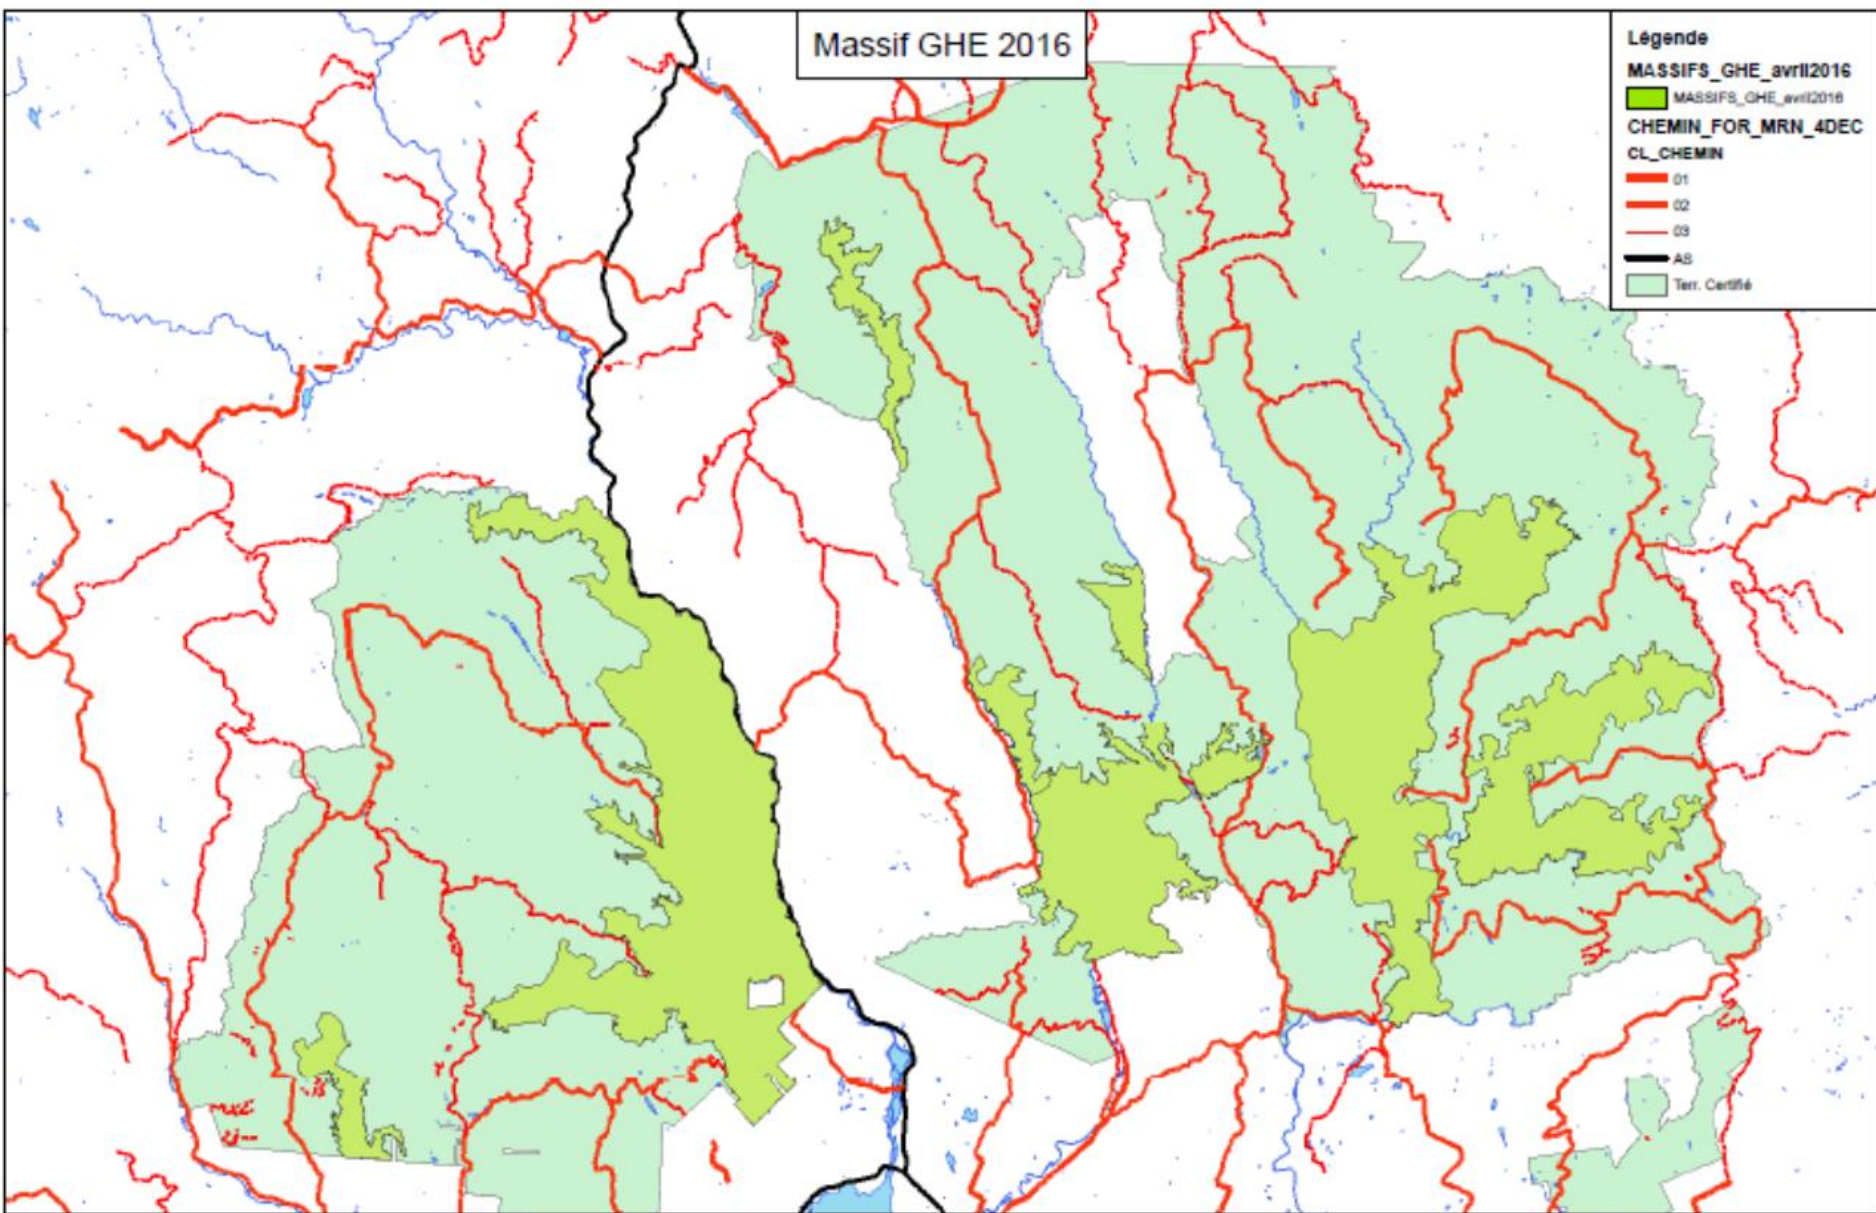 Massif GHE 2016
Légende
MASSIFS_GHE_avril2016
MASSIFS_GHE_avril2016
CHEMIN_FOR_MRN_4DEC
CL_CHEMIN
01
02
03
AS
Terr. Certifié